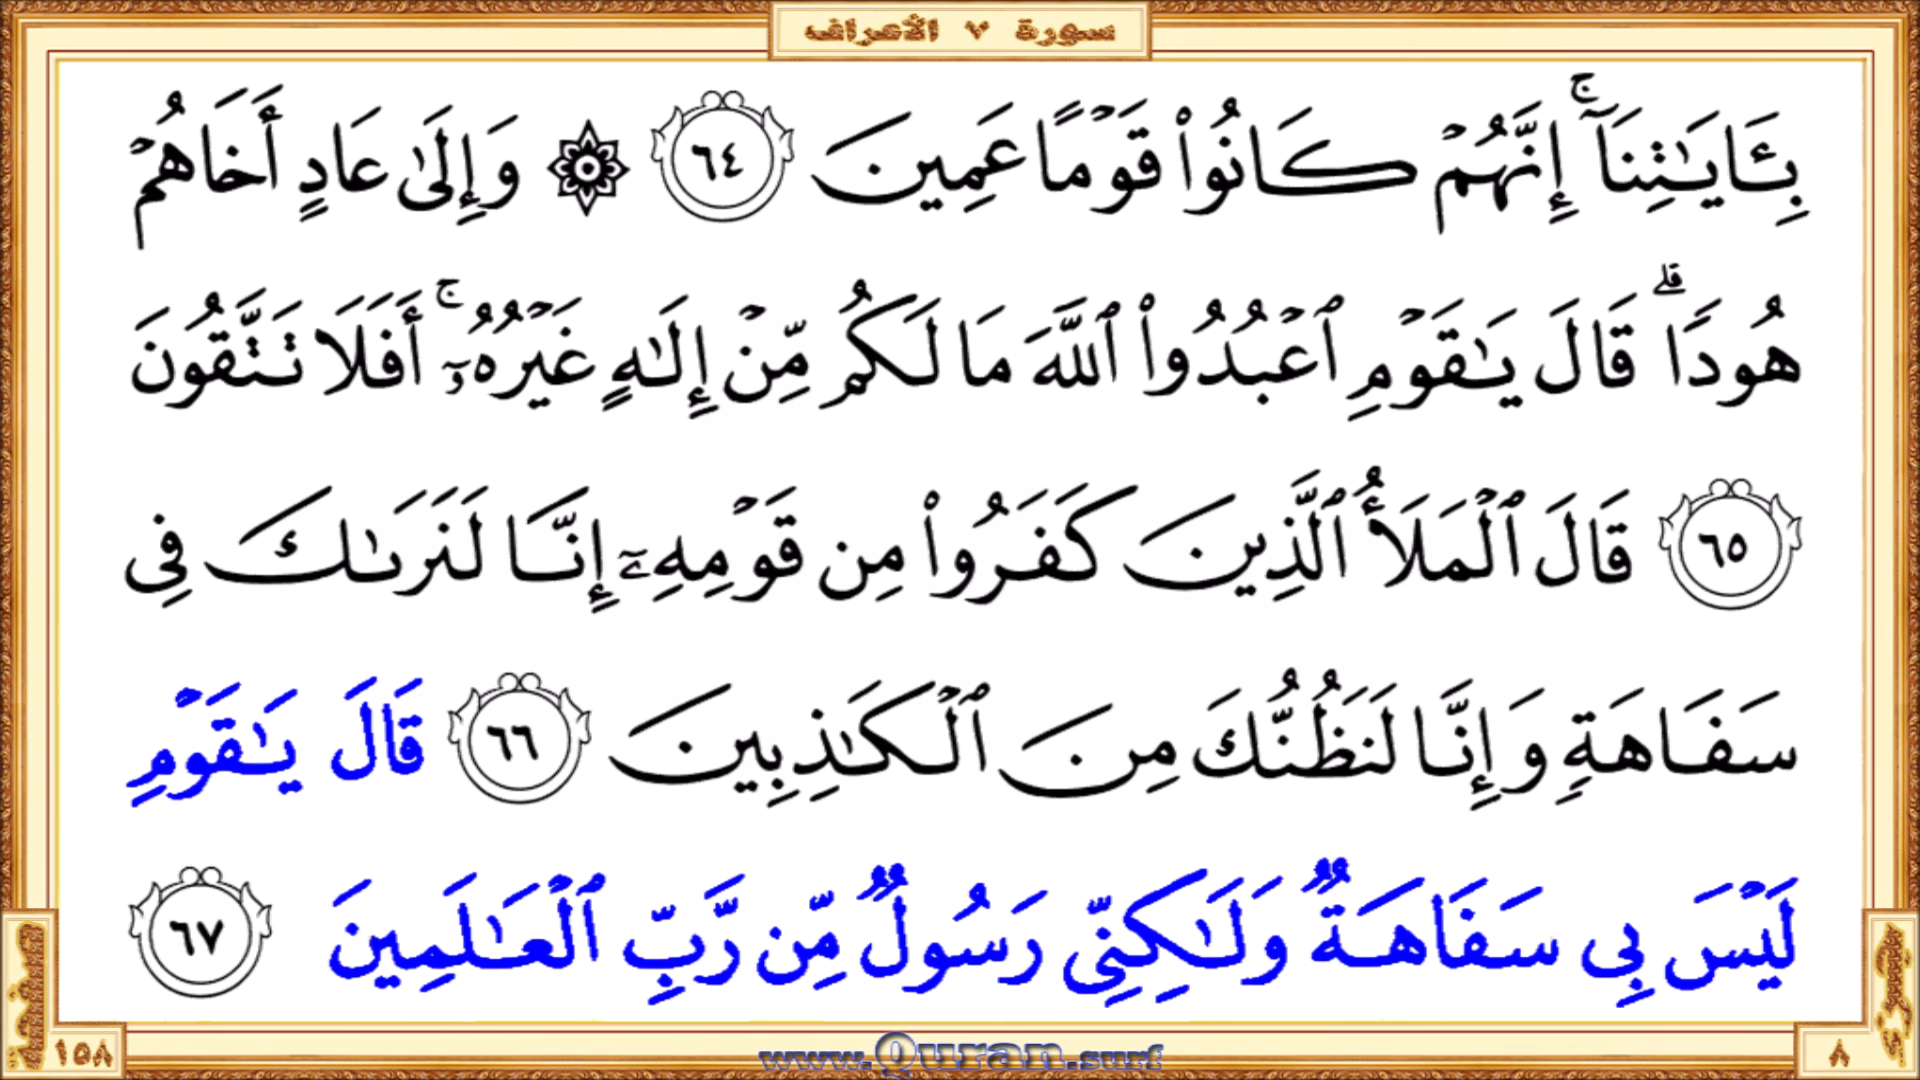 سورة ٧ الأعراف
بِـَٔايَـٰتِنَآ ۚ إِنَّهُمْ كَانُوا۟ قَوْمًا عَمِينَ ٦٤ ۞ وَإِلَىٰ عَادٍ أَخَاهُمْ
هُودًا ۗ قَالَ يَـٰقَوْمِ ٱعْبُدُوا۟ ٱللَّهَ مَا لَكُم مِّنْ إِلَـٰهٍ غَيْرُهُۥٓ ۚ أَفَلَا تَتَّقُونَ
٦٥ قَالَ ٱلْمَلَأُ ٱلَّذِينَ كَفَرُوا۟ مِن قَوْمِهِۦٓ إِنَّا لَنَرَىٰكَ فِى
سَفَاهَةٍ وَإِنَّا لَنَظُنُّكَ مِنَ ٱلْكَـٰذِبِينَ ٦٦ قَالَ يَـٰقَوْمِ
لَيْسَ بِى سَفَاهَةٌ وَلَـٰكِنِّى رَسُولٌ مِّن رَّبِّ ٱلْعَـٰلَمِينَ ٦٧
صفحة ١٥٨
٨
www.Quran.surf